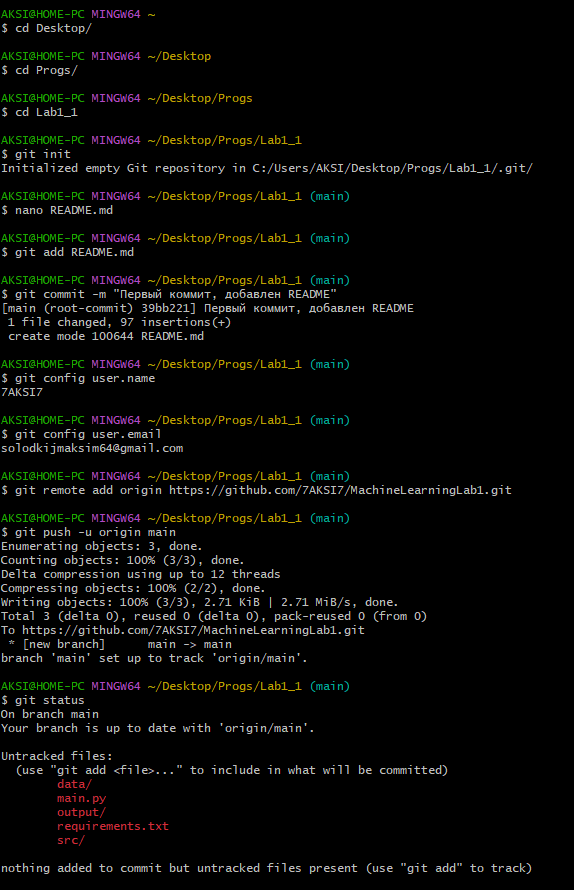 AKSI@HOME-PC MINGW64 ~
$ cd Desktop/
AKSI@HOME-PC MINGW64 ~/Desktop
$ cd Progs/
AKSI@HOME-PC MINGW64 ~/Desktop/Progs
$ cd Lab1_1
AKSI@HOME-PC MINGW64 ~/Desktop/Progs/Lab1_1
$ git init
Initialized empty Git repository in C:/Users/AKSI/Desktop/Progs/Lab1_1/.git/
AKSI@HOME-PC MINGW64 ~/Desktop/Progs/Lab1_1 (main)
$ nano README.md
AKSI@HOME-PC MINGW64 ~/Desktop/Progs/Lab1_1 (main)
$ git add README.md
AKSI@HOME-PC MINGW64 ~/Desktop/Progs/Lab1_1 (main)
$ git commit -m "Первый коммит, добавлен README"
[main (root-commit) 39bb221] Первый коммит, добавлен README
 1 file changed, 97 insertions(+)
 create mode 100644 README.md
AKSI@HOME-PC MINGW64 ~/Desktop/Progs/Lab1_1 (main)
$ git config user.name
7AKSI7
AKSI@HOME-PC MINGW64 ~/Desktop/Progs/Lab1_1 (main)
$ git config user.email
solodkijmaksim64@gmail.com
AKSI@HOME-PC MINGW64 ~/Desktop/Progs/Lab1_1 (main)
$ git remote add origin https://github.com/7AKSI7/MachineLearningLab1.git
AKSI@HOME-PC MINGW64 ~/Desktop/Progs/Lab1_1 (main)
$ git push -u origin main
Enumerating objects: 3, done.
Counting objects: 100% (3/3), done.
Delta compression using up to 12 threads
Compressing objects: 100% (2/2), done.
Writing objects: 100% (3/3), 2.71 KiB | 2.71 MiB/s, done.
Total 3 (delta 0), reused 0 (delta 0), pack-reused 0 (from 0)
To https://github.com/7AKSI7/MachineLearningLab1.git
 * [new branch]      main -> main
branch 'main' set up to track 'origin/main'.
AKSI@HOME-PC MINGW64 ~/Desktop/Progs/Lab1_1 (main)
$ git status
On branch main
Your branch is up to date with 'origin/main'.
Untracked files:
  (use "git add <file>..." to include in what will be committed)
        data/
        main.py
        output/
        requirements.txt
        src/
nothing added to commit but untracked files present (use "git add" to track)